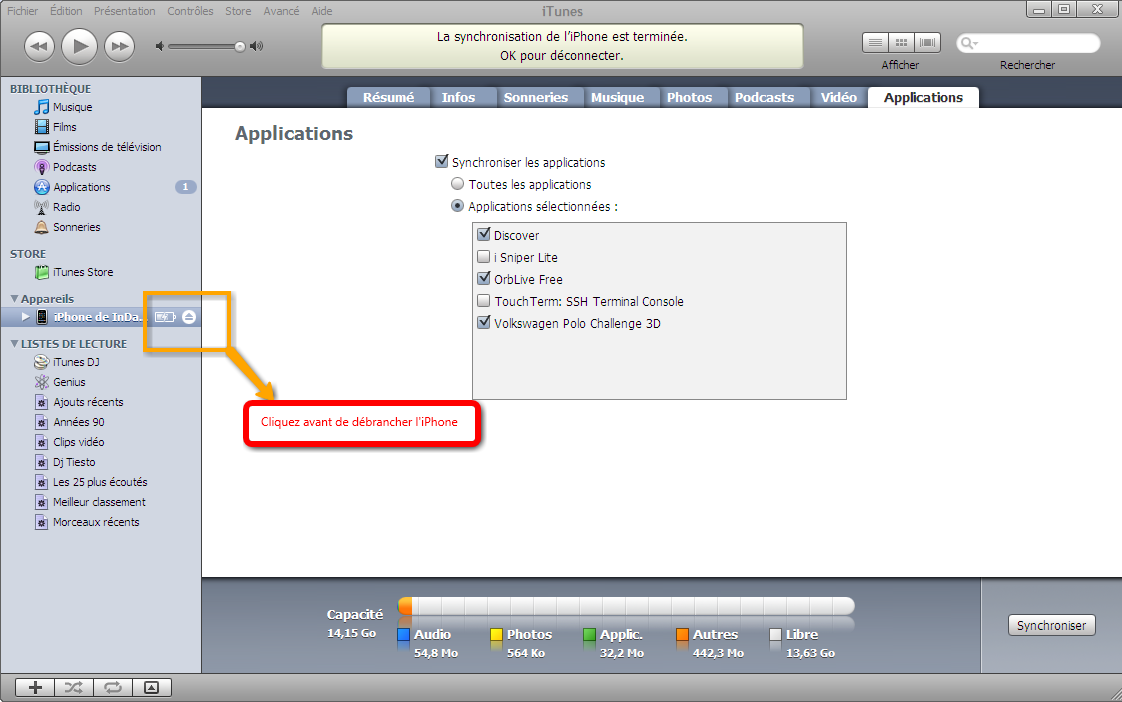 Fichier Édition Présentation Contrôles Store Avancé Aide
iTunes
La synchronisation de l'iPhone est terminée.
OK pour déconnecter.
Afficher
Rechercher
BIBLIOTHÈQUE
Musique
Films
Émissions de télévision
Podcasts
Applications 1
Radio
Sonneries
STORE
iTunes Store
Appareils
iPhone de InDa...
LISTES DE LECTURE
iTunes DJ
Genius
Ajouts récents
Années 90
Clips vidéo
Dj Tiesto
Les 25 plus écoutés
Meilleur classement
Morceaux récents
Résumé Infos Sonneries Musique Photos Podcasts Vidéo Applications
Applications
Synchroniser les applications
Toutes les applications
Applications sélectionnées :
Discover
i Sniper Lite
OrbLive Free
TouchTerm: SSH Terminal Console
Volkswagen Polo Challenge 3D
Cliquez avant de débrancher l'iPhone
Capacité
14,15 Go
Audio
54,8 Mo
Photos
564 Ko
Applic.
32,2 Mo
Autres
442,3 Mo
Libre
13,63 Go
Synchroniser